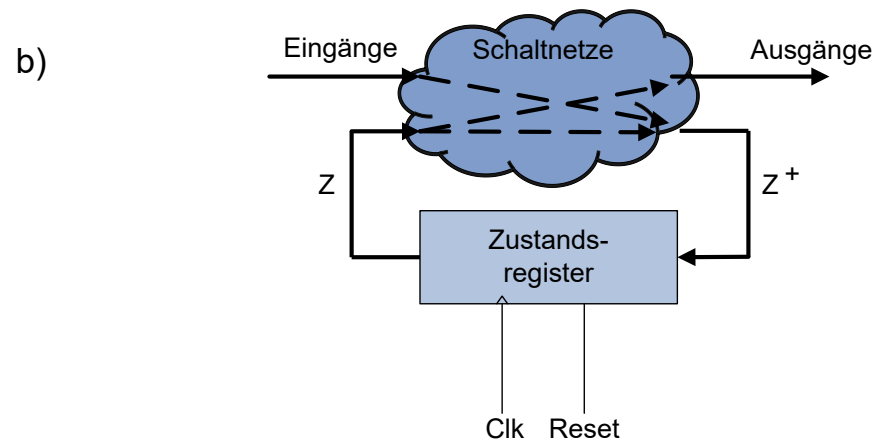 b)
Eingänge
Schaltnetze
Ausgänge
Z
Z⁺
Zustands-
register
Clk
Reset